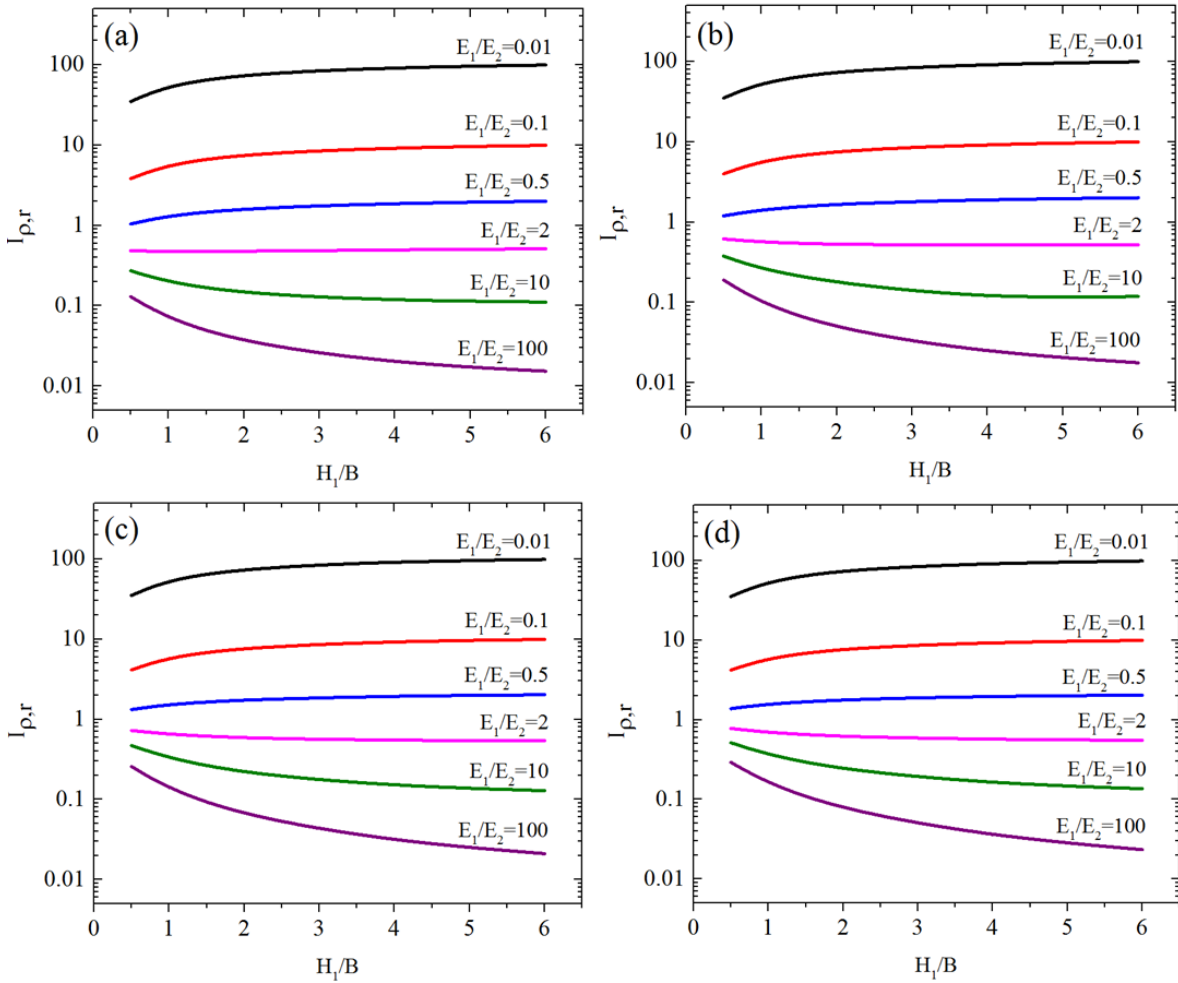 (a)
E₁/E₂=0.01
E₁/E₂=0.1
E₁/E₂=0.5
E₁/E₂=2
E₁/E₂=10
E₁/E₂=100
100
10
1
0.1
0.01
Iρ,r
0 1 2 3 4 5 6
H₁/B
(b)
E₁/E₂=0.01
E₁/E₂=0.1
E₁/E₂=0.5
E₁/E₂=2
E₁/E₂=10
E₁/E₂=100
100
10
1
0.1
0.01
Iρ,r
0 1 2 3 4 5 6
H₁/B
(c)
E₁/E₂=0.01
E₁/E₂=0.1
E₁/E₂=0.5
E₁/E₂=2
E₁/E₂=10
E₁/E₂=100
100
10
1
0.1
0.01
Iρ,r
0 1 2 3 4 5 6
H₁/B
(d)
E₁/E₂=0.01
E₁/E₂=0.1
E₁/E₂=0.5
E₁/E₂=2
E₁/E₂=10
E₁/E₂=100
100
10
1
0.1
0.01
Iρ,r
0 1 2 3 4 5 6
H₁/B